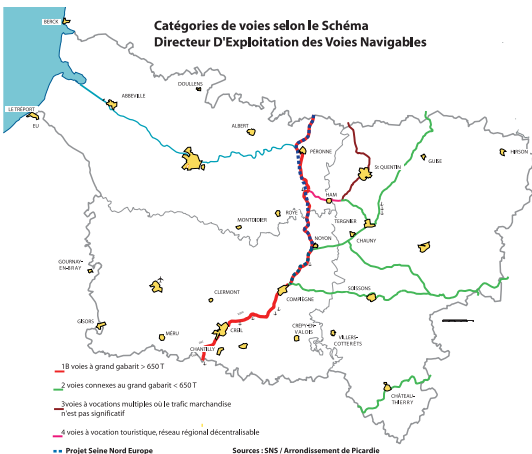 Catégories de voies selon le Schéma
Directeur D'Exploitation des Voies Navigables
BERCK
DOULLENS
ABBEVILLE
LETRÉPORT
EU
ALBERT
PÉRONNE
St QUENTIN
GUISE
HIRSON
HAM
ROYE
TERGNIER
MONTDIDIER
CHAUNY
NOYON
GOURNAY-
EN-BRAY
CLERMONT
COMPIÈGNE
SOISSONS
GISORS
MÉRU
CREIL
CRÉPY-EN-
VALOIS
VILLERS-
COTTERÊTS
CHANTILLY
CHÂTEAU-
THIERRY
1B voies à grand gabarit > 650 T
2 voies connexes au grand gabarit < 650 T
3voies à vocations multiples où le trafic marchandise
n'est pas significatif
4 voies à vocation touristique, réseau régional décentralisable
Projet Seine Nord Europe
Sources : SNS / Arrondissement de Picardie